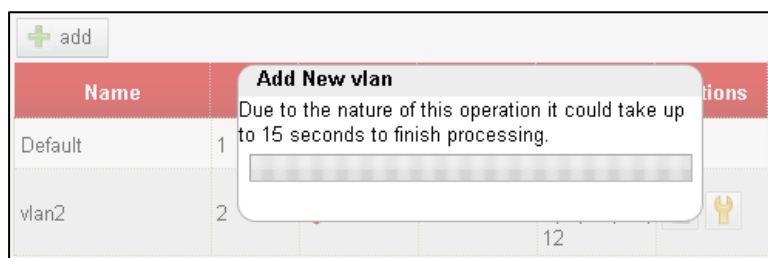 add
Name
tions
Add New vlan
Due to the nature of this operation it could take up
to 15 seconds to finish processing.
Default 1
vlan2 2
12